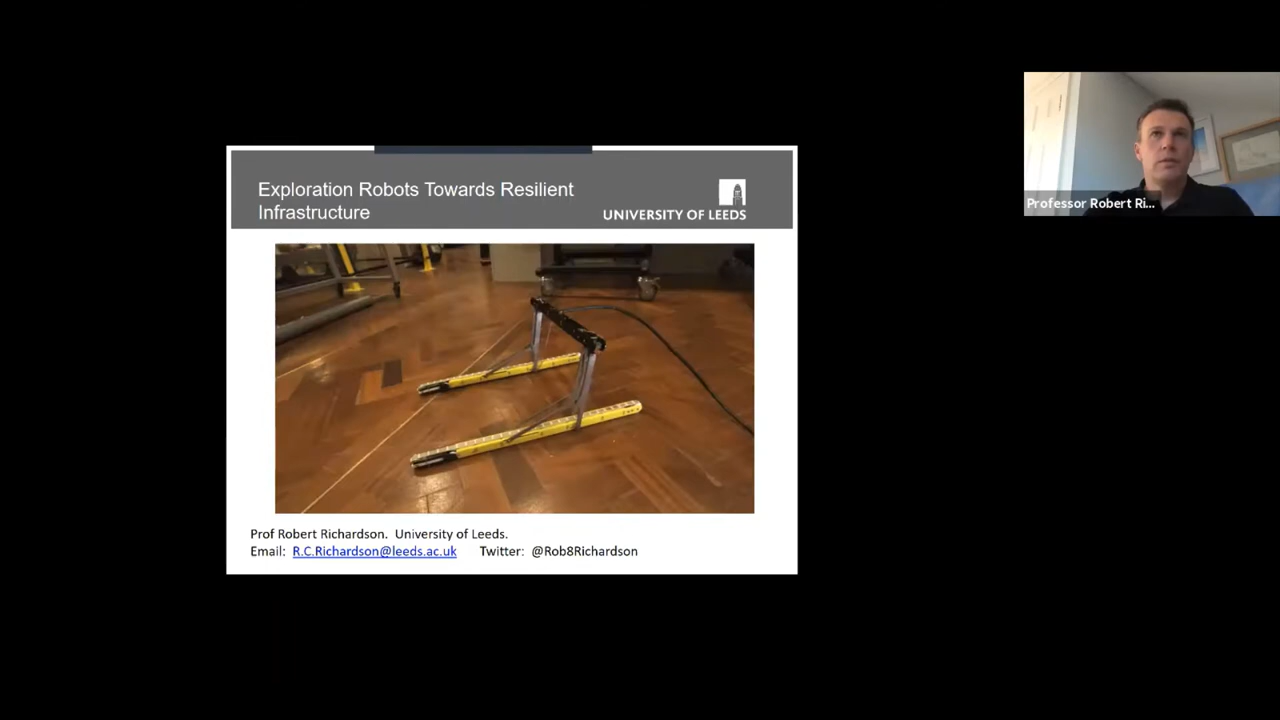 Exploration Robots Towards Resilient
Infrastructure
UNIVERSITY OF LEEDS
Professor Robert Ri...
Prof Robert Richardson. University of Leeds.
Email: R.C.Richardson@leeds.ac.uk Twitter: @Rob8Richardson